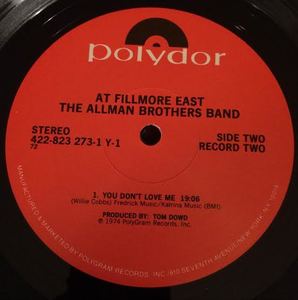 polydor
AT FILLMORE EAST
THE ALLMAN BROTHERS BAND
STEREO
422-823 273-1 Y-1
72
SIDE TWO
RECORD TWO
1. YOU DON'T LOVE ME 19:06
(Willie Cobbs) Fredrick Music/Katrina Music (BMI)
PRODUCED BY: TOM DOWD
℗ 1974 PolyGram Records, Inc.
MANUFACTURED & MARKETED BY POLYGRAM RECORDS, INC./810 SEVENTH AVENUE/NEW YORK, N.Y. 10019